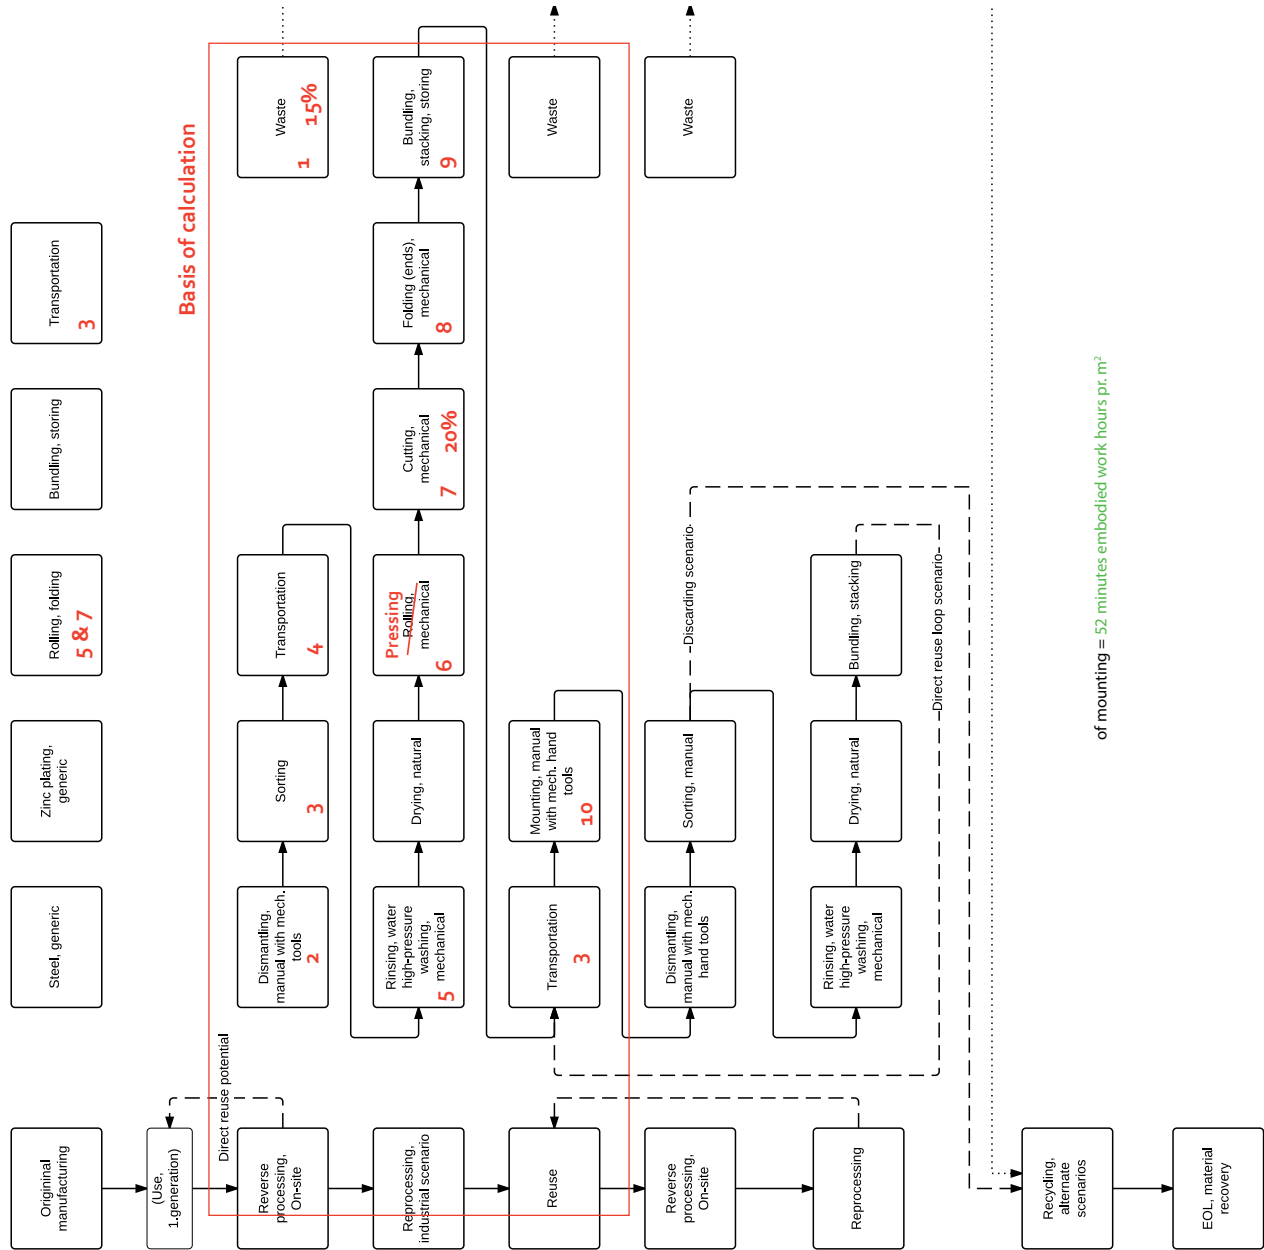 Origininal
manufacturing
Steel, generic
Zinc plating,
generic
Rolling, folding
5 & 7
Bundling, storing
Transportation
3
(Use,
1.generation)
Direct reuse potential
Basis of calculation
Reverse
processing,
On-site
Dismantling,
manual with mech.
tools
2
Sorting
3
Transportation
4
Waste
1
15%
Reprocessing,
industrial scenario
Rinsing, water
high-pressure
washing,
mechanical
5
Drying, natural
Pressing
Rolling,
mechanical
6
Cutting,
mechanical
7
20%
Folding (ends),
mechanical
8
Bundling,
stacking, storing
9
Reuse
Transportation
3
Mounting, manual
with mech. hand
tools
10
Waste
Reverse
processing,
On-site
Dismantling,
manual with mech.
hand tools
Sorting, manual
Discarding scenario
Waste
Reprocessing
Rinsing, water
high-pressure
washing,
mechanical
Drying, natural
Bundling, stacking
Direct reuse loop scenario
Recycling,
alternate
scenarios
of mounting = 52 minutes embodied work hours pr. m²
EOL, material
recovery